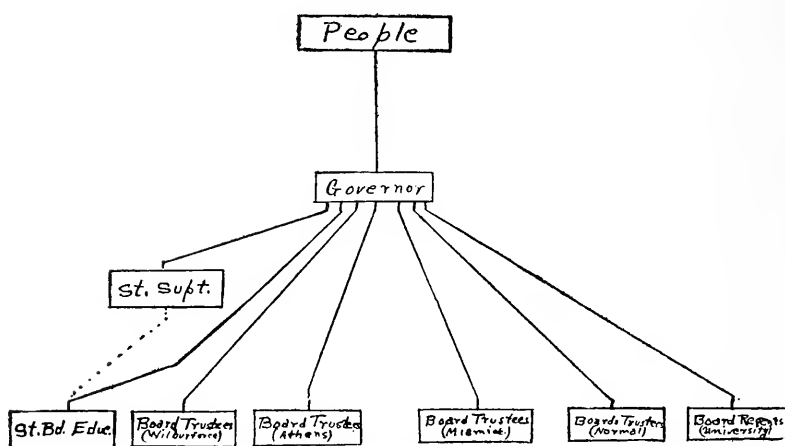 People
Governor
St. Supt.
St. Bd. Educ.
Board Trustees
(Wilburforce)
Board Trustees
(Athens)
Board Trustees
(Miami)
Boards Trustees
(Normal)
Board Regents
(University)